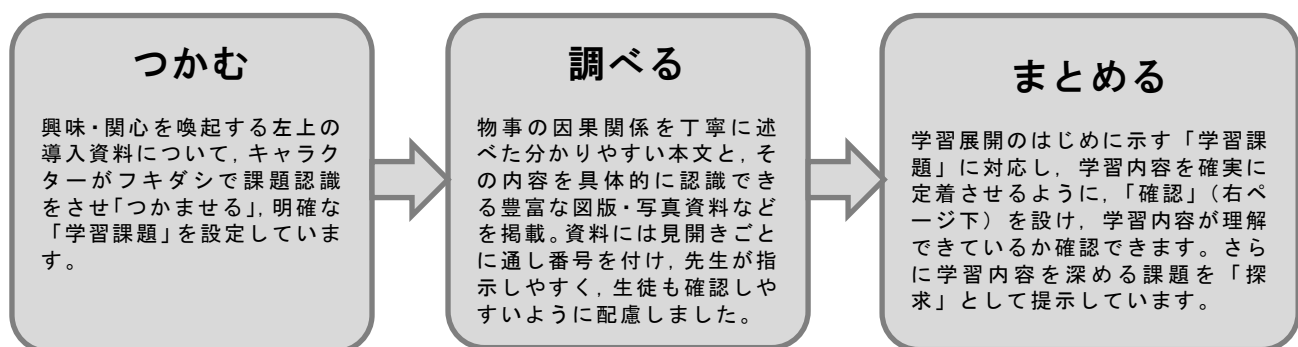 つかむ
興味・関心を喚起する左上の
導入資料について,キャラク
ターがフキダシで課題認識
をさせ「つかませる」,明確な
「学習課題」を設定していま
す。
調べる
物事の因果関係を丁寧に述
べた分かりやすい本文と,そ
の内容を具体的に認識でき
る豊富な図版・写真資料など
を掲載。資料には見開きごと
に通し番号を付け,先生が指
示しやすく,生徒も確認しや
すいように配慮しました。
まとめる
学習展開のはじめに示す「学習課
題」に対応し,学習内容を確実に
定着させるように,「確認」(右ペ
ージ下)を設け,学習内容が理解
できているか確認できます。さら
に学習内容を深める課題を「探
求」として提示しています。